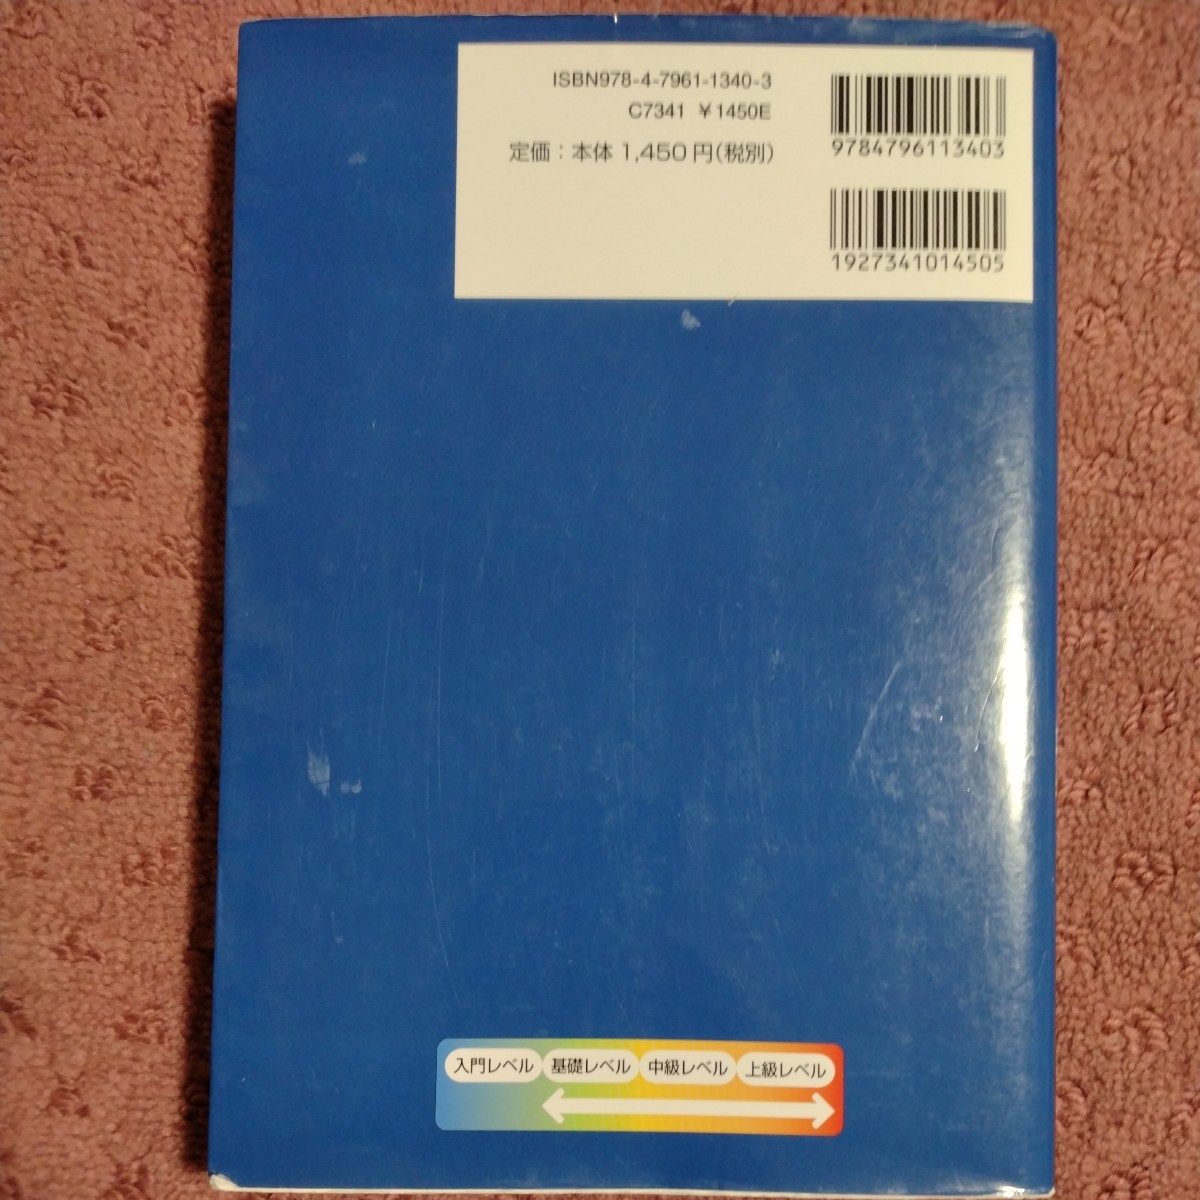 ISBN978-4-7961-1340-3
C7341 ￥1450E
定価：本体 1,450円(税別)
9784796113403
1927341014505
入門レベル 基礎レベル 中級レベル 上級レベル